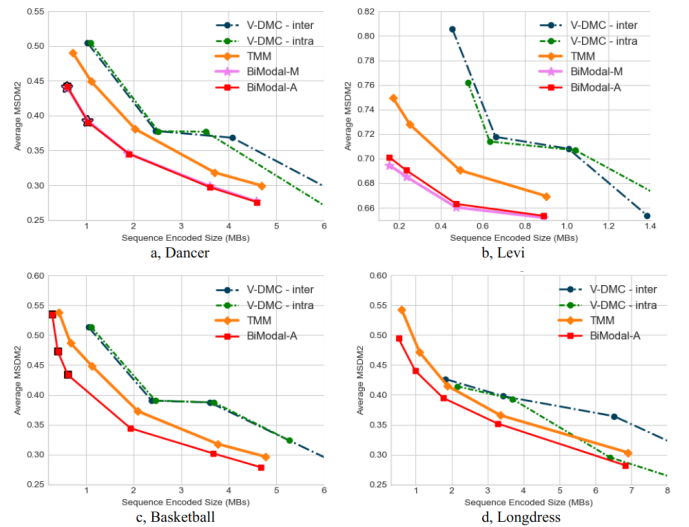 0.55
0.50
0.45
0.40
0.35
0.30
0.25
Average MSDM2
V-DMC - inter
V-DMC - intra
TMM
BiModal-M
BiModal-A
1 2 3 4 5 6
Sequence Encoded Size (MBs)
a, Dancer
0.82
0.80
0.78
0.76
0.74
0.72
0.70
0.68
0.66
Average MSDM2
V-DMC - inter
V-DMC - intra
TMM
BiModal-M
BiModal-A
0.2 0.4 0.6 0.8 1.0 1.2 1.4
Sequence Encoded Size (MBs)
b, Levi
0.60
0.55
0.50
0.45
0.40
0.35
0.30
0.25
Average MSDM2
V-DMC - inter
V-DMC - intra
TMM
BiModal-A
1 2 3 4 5 6
Sequence Encoded Size (MBs)
c, Basketball
0.60
0.55
0.50
0.45
0.40
0.35
0.30
0.25
Average MSDM2
V-DMC - inter
V-DMC - intra
TMM
BiModal-A
1 2 3 4 5 6 7 8
Sequence Encoded Size (MBs)
d, Longdress